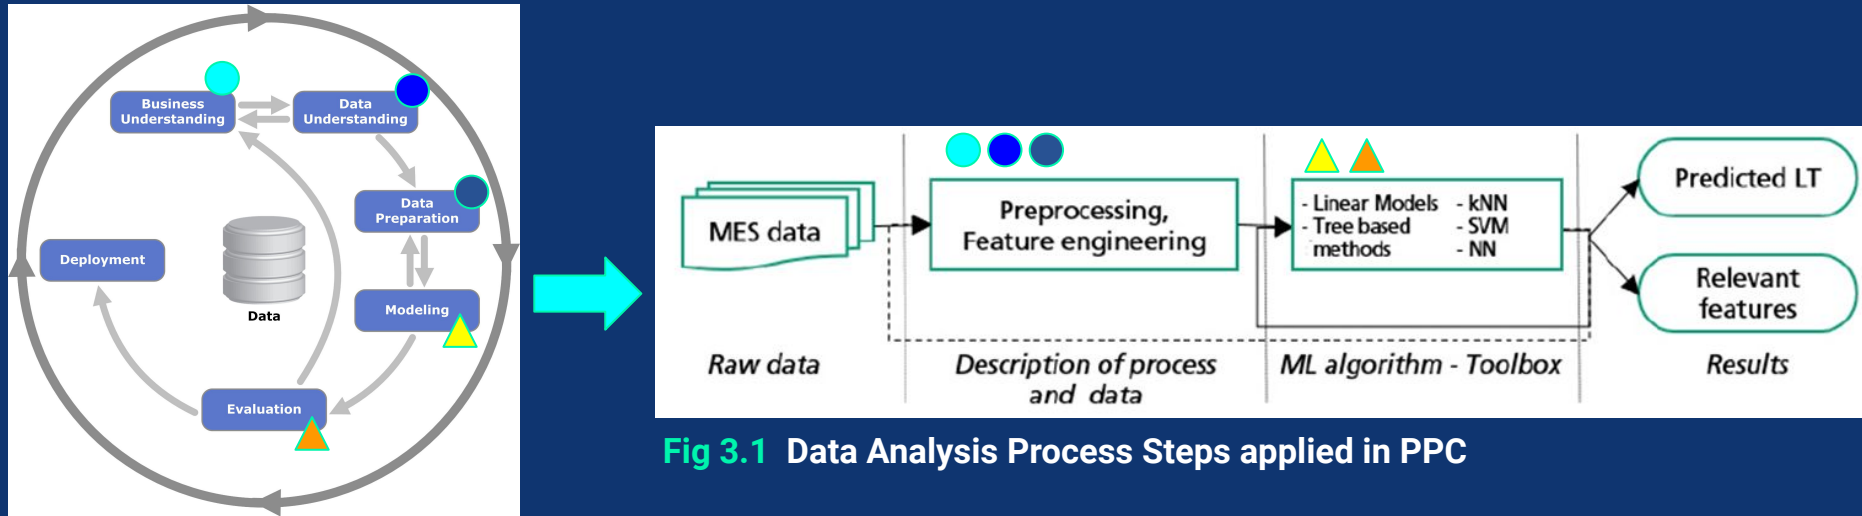 Business
Understanding
Data
Understanding
Data
Preparation
Modeling
Evaluation
Deployment
Data
MES data
Preprocessing,
Feature engineering
- Linear Models
- Tree based
methods
- kNN
- SVM
- NN
Predicted LT
Relevant
features
Raw data
Description of process
and data
ML algorithm - Toolbox
Results
Fig 3.1 Data Analysis Process Steps applied in PPC